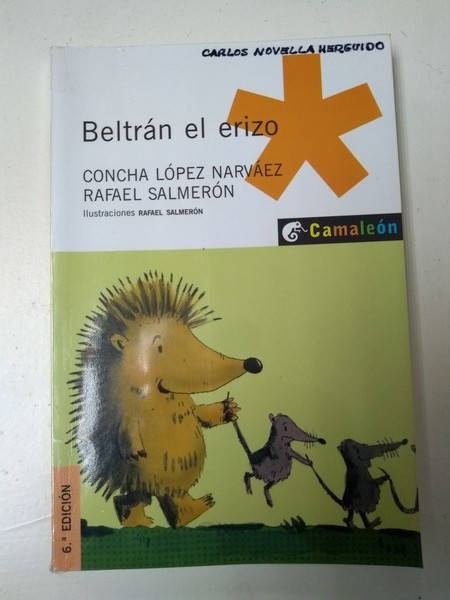 CARLOS NOVELLA HERGUIDO
Beltrán el erizo
CONCHA LÓPEZ NARVÁEZ
RAFAEL SALMERÓN
Ilustraciones RAFAEL SALMERÓN
Camaleón
6.ª EDICIÓN